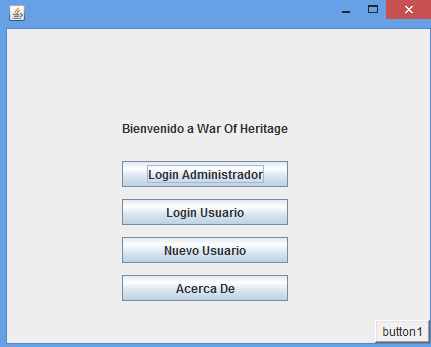 Bienvenido a War Of Heritage
Login Administrador
Login Usuario
Nuevo Usuario
Acerca De
button1